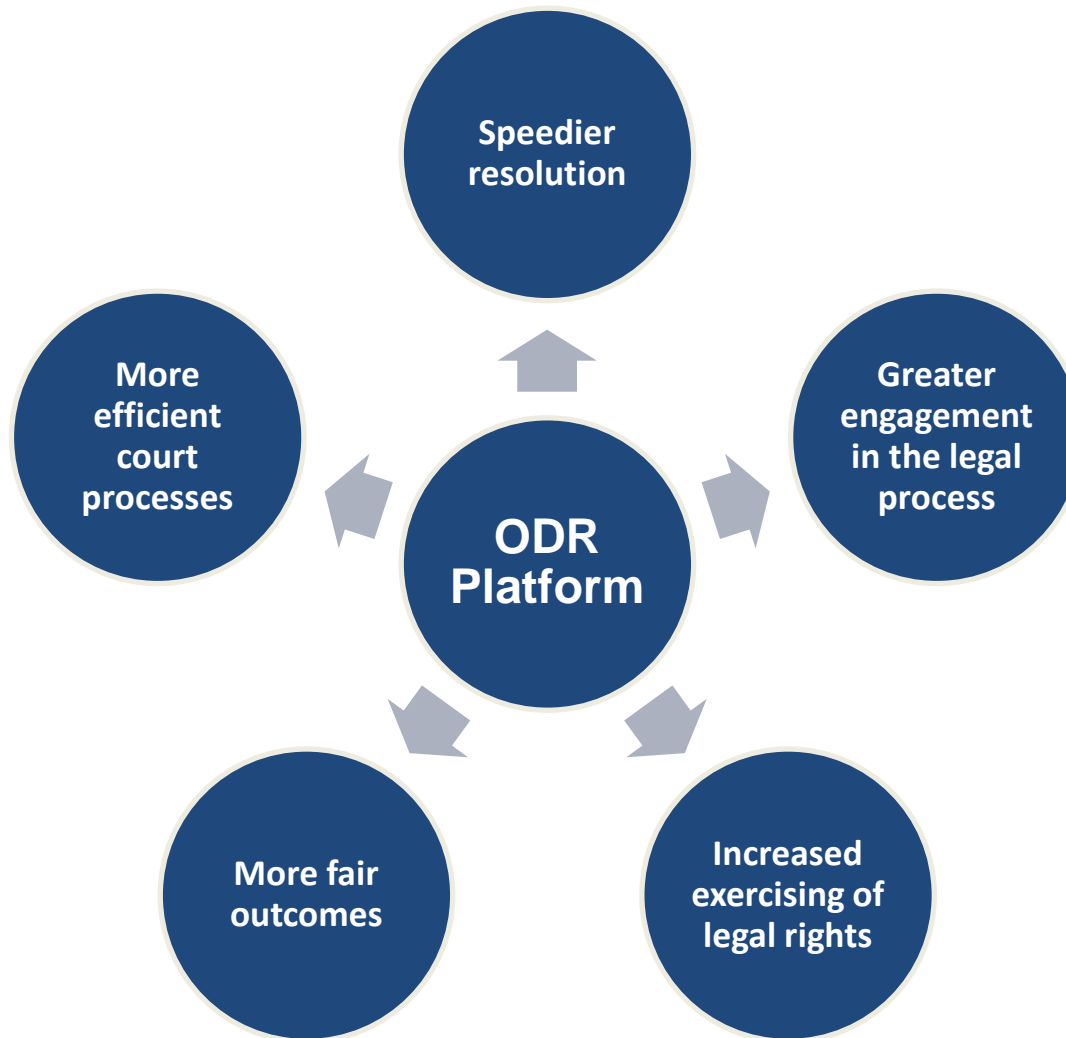 Speedier
resolution
More
efficient
court
processes
Greater
engagement
in the legal
process
ODR
Platform
More fair
outcomes
Increased
exercising of
legal rights